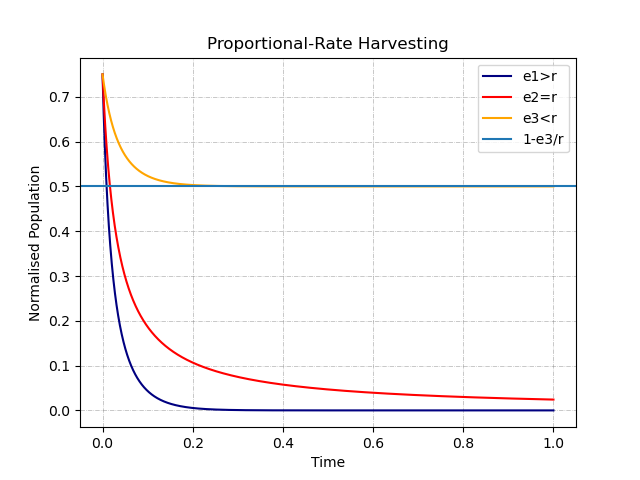 Proportional-Rate Harvesting
e1>r
e2=r
e3<r
1-e3/r
Normalised Population
0.7
0.6
0.5
0.4
0.3
0.2
0.1
0.0
0.0 0.2 0.4 0.6 0.8 1.0
Time